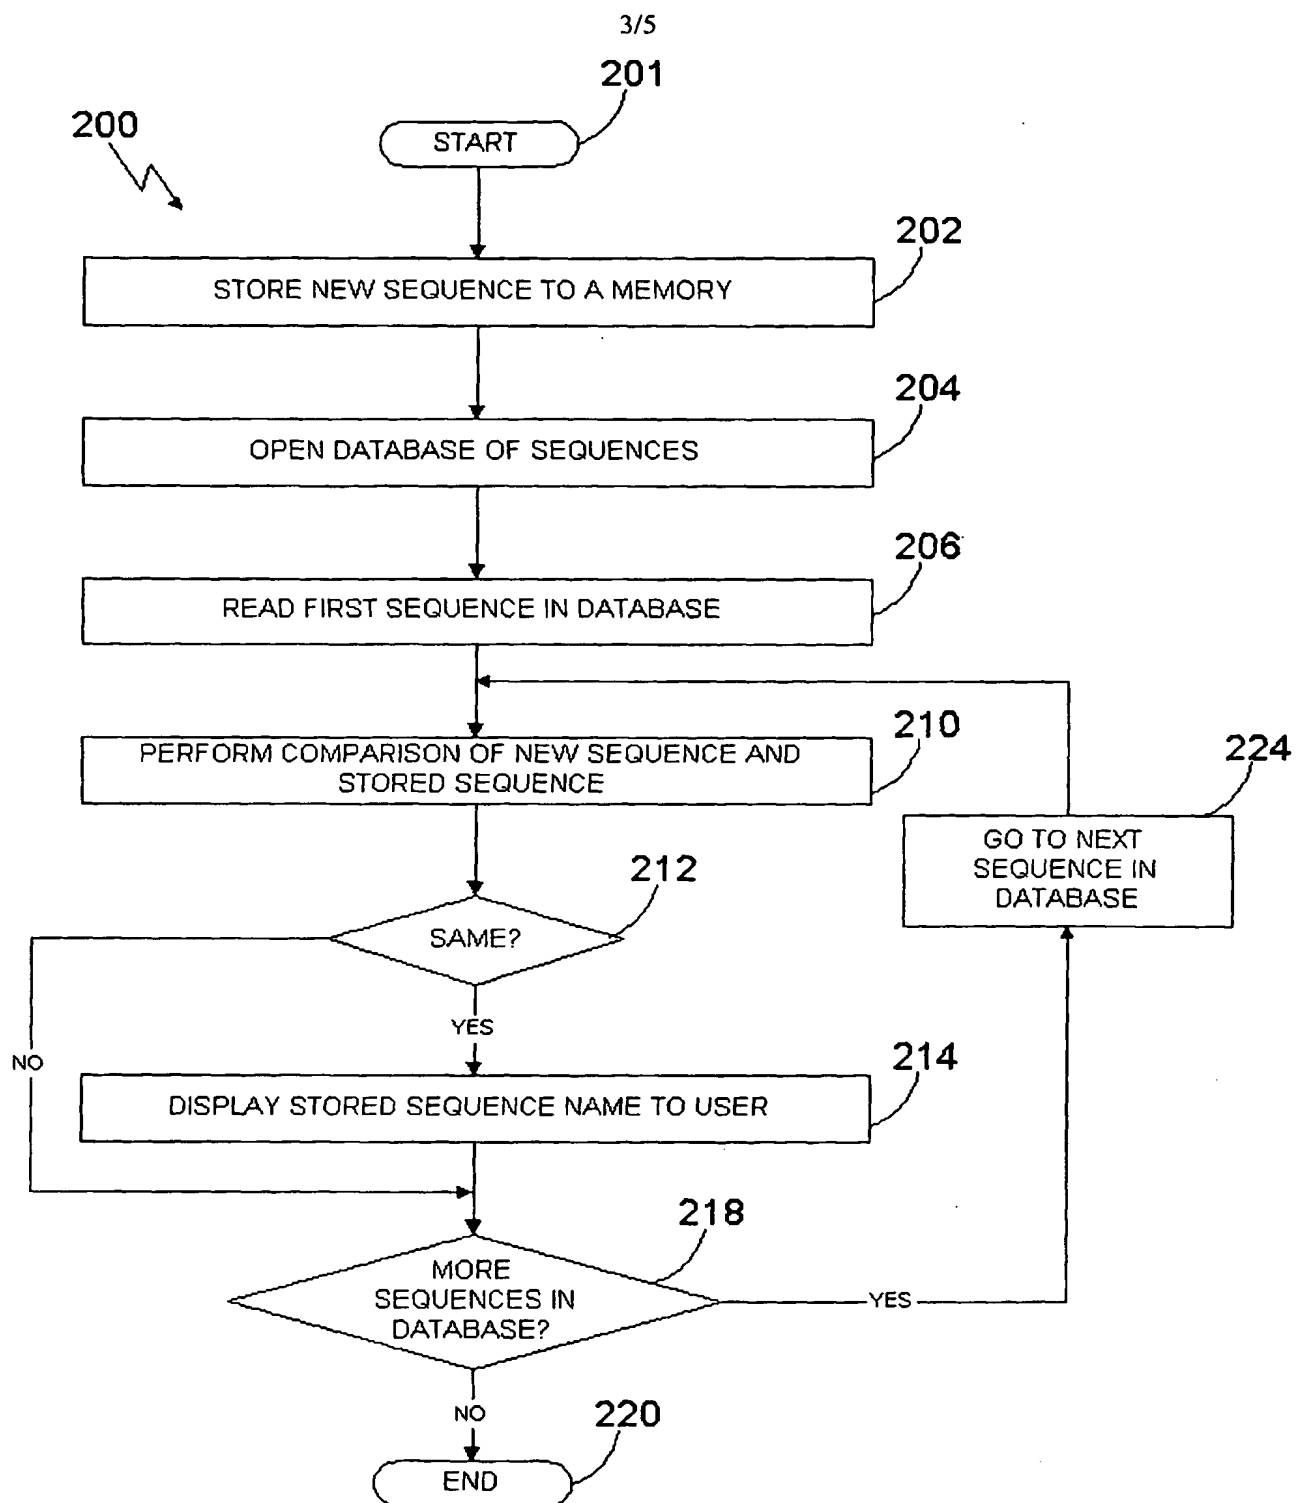 3/5
201
200
START
202
STORE NEW SEQUENCE TO A MEMORY
204
OPEN DATABASE OF SEQUENCES
206
READ FIRST SEQUENCE IN DATABASE
210
PERFORM COMPARISON OF NEW SEQUENCE AND
STORED SEQUENCE
224
GO TO NEXT
SEQUENCE IN
DATABASE
212
SAME?
YES
NO
214
DISPLAY STORED SEQUENCE NAME TO USER
218
MORE
SEQUENCES IN
DATABASE?
YES
NO
220
END